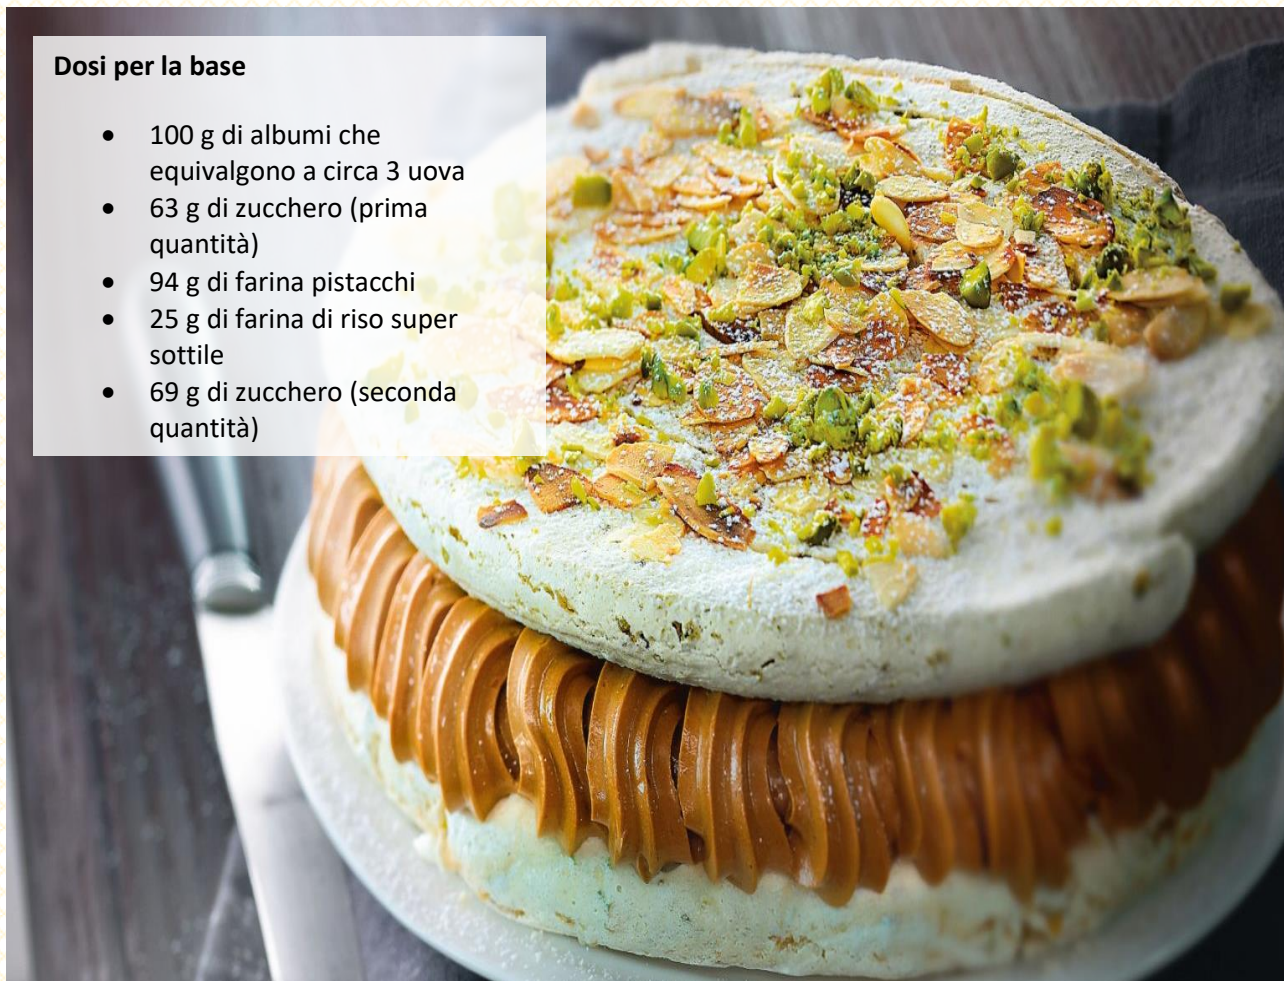 Dosi per la base
• 100 g di albumi che
equivalgono a circa 3 uova
• 63 g di zucchero (prima
quantità)
• 94 g di farina pistacchi
• 25 g di farina di riso super
sottile
• 69 g di zucchero (seconda
quantità)